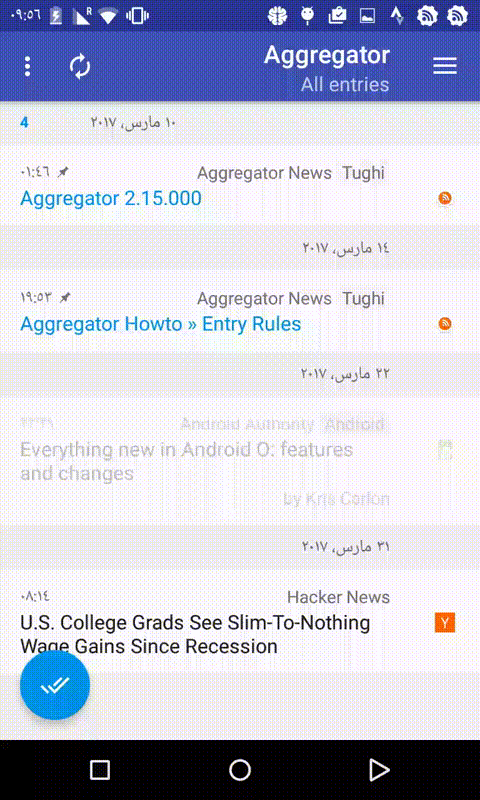 ٠٩:٥٦
Aggregator
All entries
١٠ مارس، ٢٠١٧
4
Aggregator News Tughi
٠١:٤٦
Aggregator 2.15.000
١٤ مارس، ٢٠١٧
Aggregator News Tughi
١٩:٥٣
Aggregator Howto » Entry Rules
٢٢ مارس، ٢٠١٧
Android Authority Android
Everything new in Android O: features
and changes
by Kris Carlon
٣١ مارس، ٢٠١٧
Hacker News
٠٨:١٤
U.S. College Grads See Slim-To-Nothing
Wage Gains Since Recession
Y